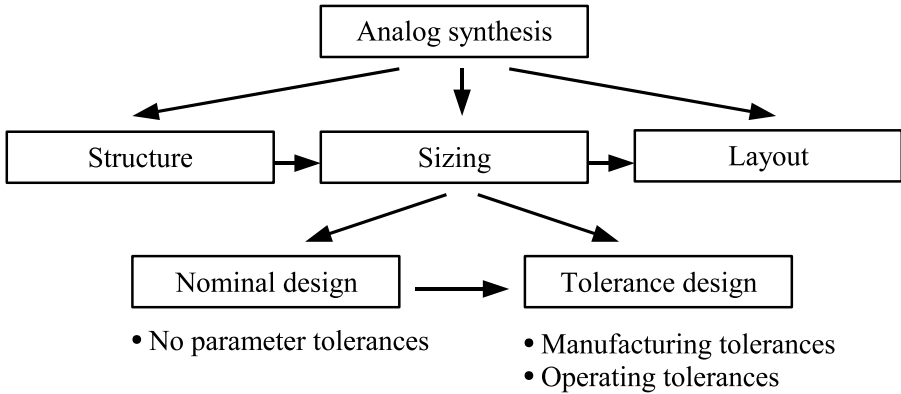 Analog synthesis
Structure
Sizing
Layout
Nominal design
Tolerance design
• No parameter tolerances
• Manufacturing tolerances
• Operating tolerances